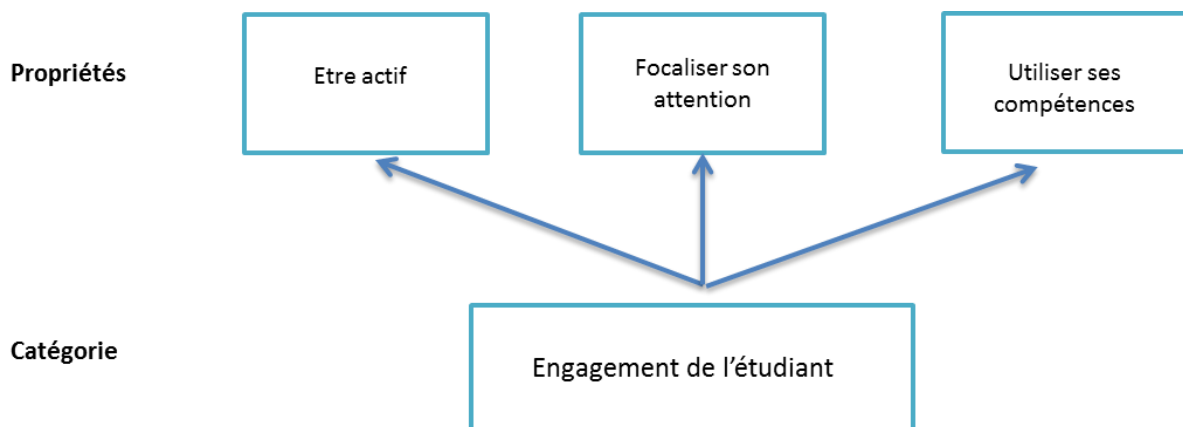 Propriétés
Etre actif
Focaliser son
attention
Utiliser ses
compétences
Catégorie
Engagement de l’étudiant